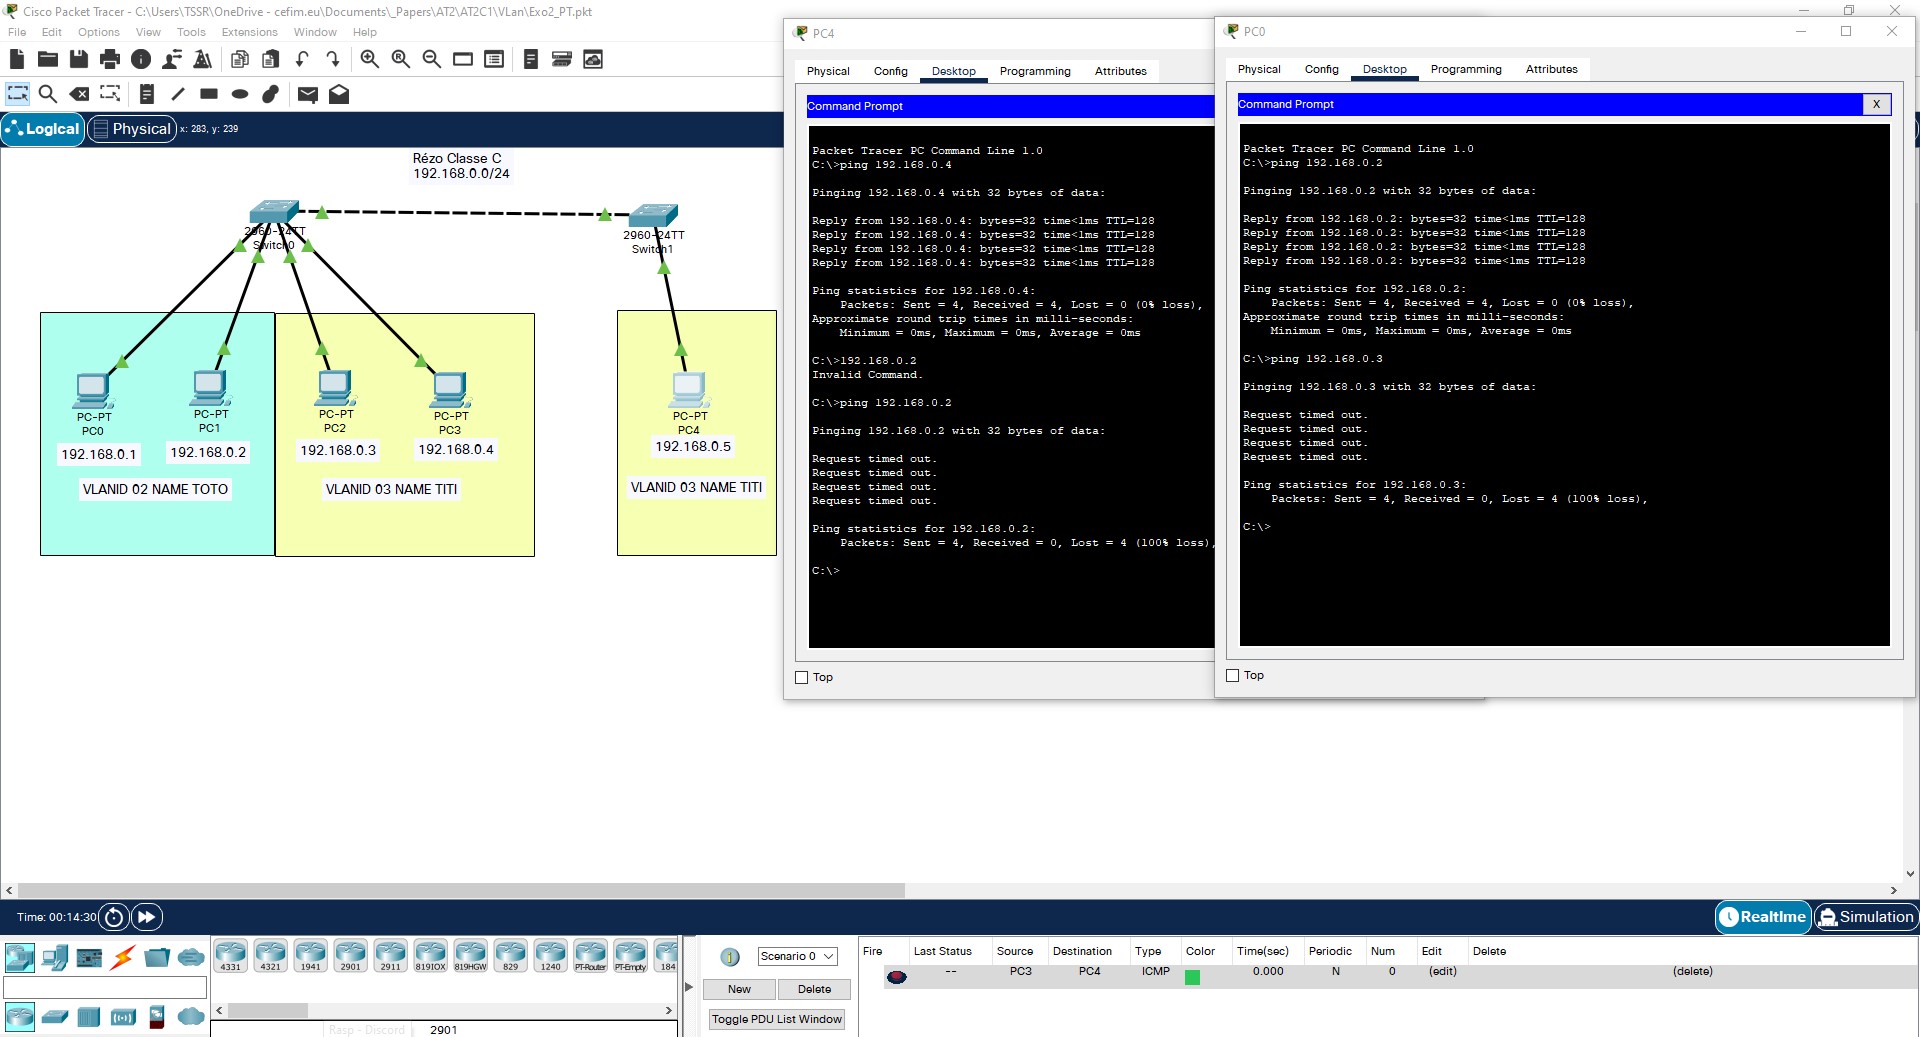 Cisco Packet Tracer - C:\Users\TSSR\OneDrive - cefim.eu\Documents\_Papers\AT2\AT2C1\VLan\Exo2_PT.pkt
File Edit Options View Tools Extensions Window Help
Logical Physical x: 283, y: 239
Rézo Classe C
192.168.0.0/24
2960-24TT
Switch0
2960-24TT
Switch1
PC-PT
PC0
192.168.0.1
PC-PT
PC1
192.168.0.2
PC-PT
PC2
192.168.0.3
PC-PT
PC3
192.168.0.4
PC-PT
PC4
192.168.0.5
VLANID 02 NAME TOTO
VLANID 03 NAME TITI
VLANID 03 NAME TITI
PC4
Physical Config Desktop Programming Attributes
Command Prompt
Packet Tracer PC Command Line 1.0
C:\>ping 192.168.0.4
Pinging 192.168.0.4 with 32 bytes of data:
Reply from 192.168.0.4: bytes=32 time<1ms TTL=128
Reply from 192.168.0.4: bytes=32 time<1ms TTL=128
Reply from 192.168.0.4: bytes=32 time<1ms TTL=128
Reply from 192.168.0.4: bytes=32 time<1ms TTL=128
Ping statistics for 192.168.0.4:
Packets: Sent = 4, Received = 4, Lost = 0 (0% loss),
Approximate round trip times in milli-seconds:
Minimum = 0ms, Maximum = 0ms, Average = 0ms
C:\>192.168.0.2
Invalid Command.
C:\>ping 192.168.0.2
Pinging 192.168.0.2 with 32 bytes of data:
Request timed out.
Request timed out.
Request timed out.
Request timed out.
Ping statistics for 192.168.0.2:
Packets: Sent = 4, Received = 0, Lost = 4 (100% loss),
C:\>
Top
PC0
Physical Config Desktop Programming Attributes
Command Prompt X
Packet Tracer PC Command Line 1.0
C:\>ping 192.168.0.2
Pinging 192.168.0.2 with 32 bytes of data:
Reply from 192.168.0.2: bytes=32 time<1ms TTL=128
Reply from 192.168.0.2: bytes=32 time<1ms TTL=128
Reply from 192.168.0.2: bytes=32 time<1ms TTL=128
Reply from 192.168.0.2: bytes=32 time<1ms TTL=128
Ping statistics for 192.168.0.2:
Packets: Sent = 4, Received = 4, Lost = 0 (0% loss),
Approximate round trip times in milli-seconds:
Minimum = 0ms, Maximum = 0ms, Average = 0ms
C:\>ping 192.168.0.3
Pinging 192.168.0.3 with 32 bytes of data:
Request timed out.
Request timed out.
Request timed out.
Request timed out.
Ping statistics for 192.168.0.3:
Packets: Sent = 4, Received = 0, Lost = 4 (100% loss),
C:\>
Top
Time: 00:14:30 Realtime Simulation
4331 4321 1941 2901 2911 819IOX 819HGW 829 1240 PT-Router PT-Empty 184
Rasp - Discord 2901
Scenario 0
New Delete
Toggle PDU List Window
Fire Last Status Source Destination Type Color Time(sec) Periodic Num Edit Delete
-- PC3 PC4 ICMP 0.000 N 0 (edit) (delete)